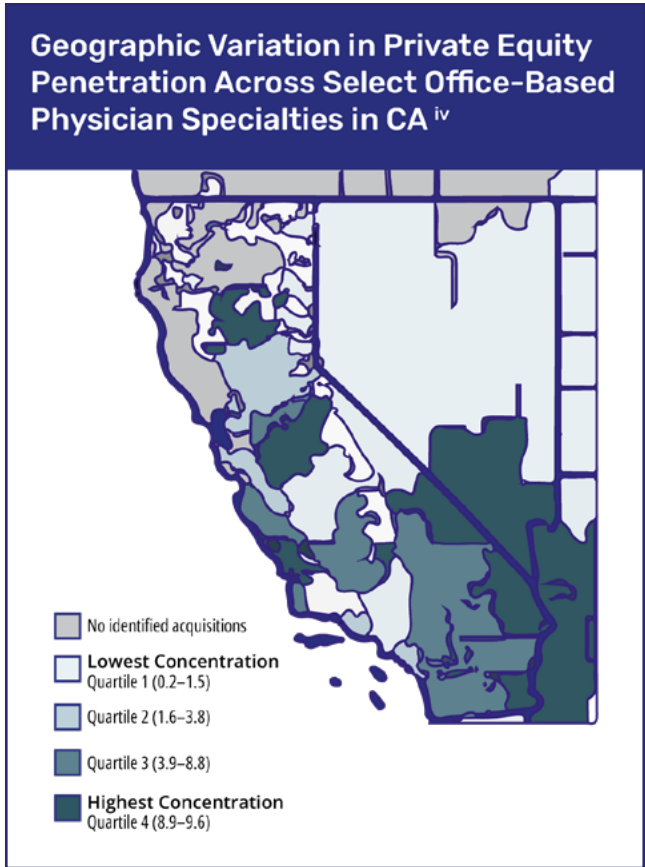 Geographic Variation in Private Equity
Penetration Across Select Office-Based
Physician Specialties in CA iv
No identified acquisitions
Lowest Concentration
Quartile 1 (0.2–1.5)
Quartile 2 (1.6–3.8)
Quartile 3 (3.9–8.8)
Highest Concentration
Quartile 4 (8.9–9.6)